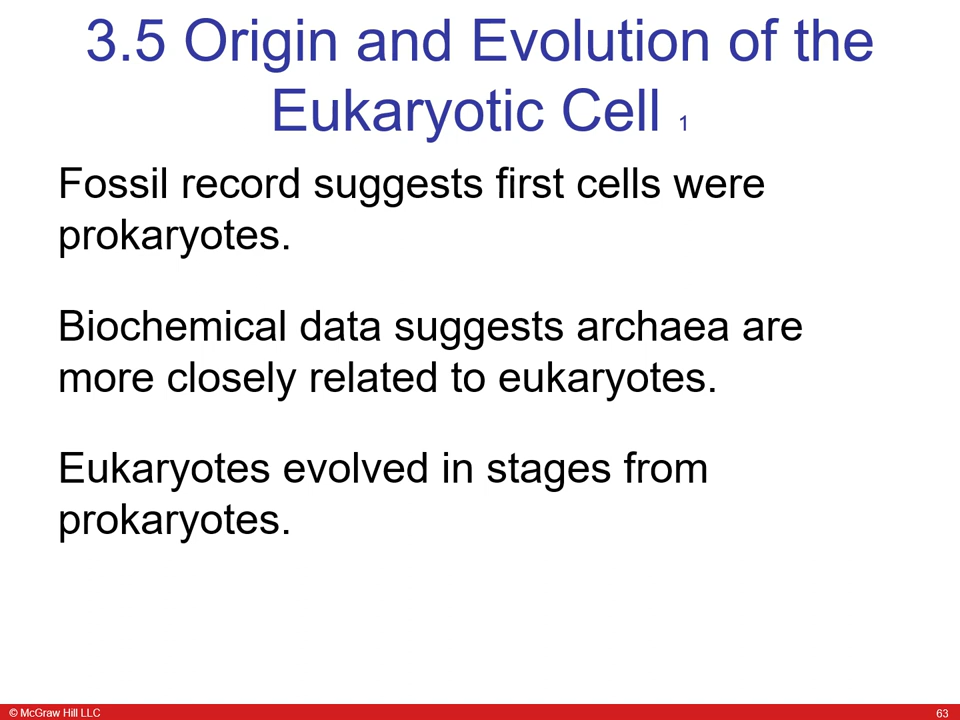 3.5 Origin and Evolution of the
Eukaryotic Cell 1
Fossil record suggests first cells were
prokaryotes.
Biochemical data suggests archaea are
more closely related to eukaryotes.
Eukaryotes evolved in stages from
prokaryotes.
© McGraw Hill LLC
63